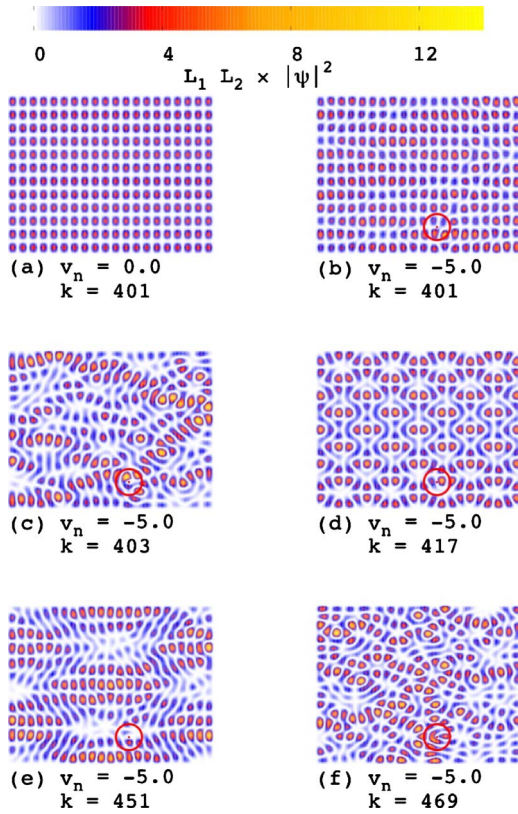 0 4 8 12
L₁ L₂ × |ψ|²
(a) vₙ = 0.0
k = 401
(b) vₙ = -5.0
k = 401
(c) vₙ = -5.0
k = 403
(d) vₙ = -5.0
k = 417
(e) vₙ = -5.0
k = 451
(f) vₙ = -5.0
k = 469